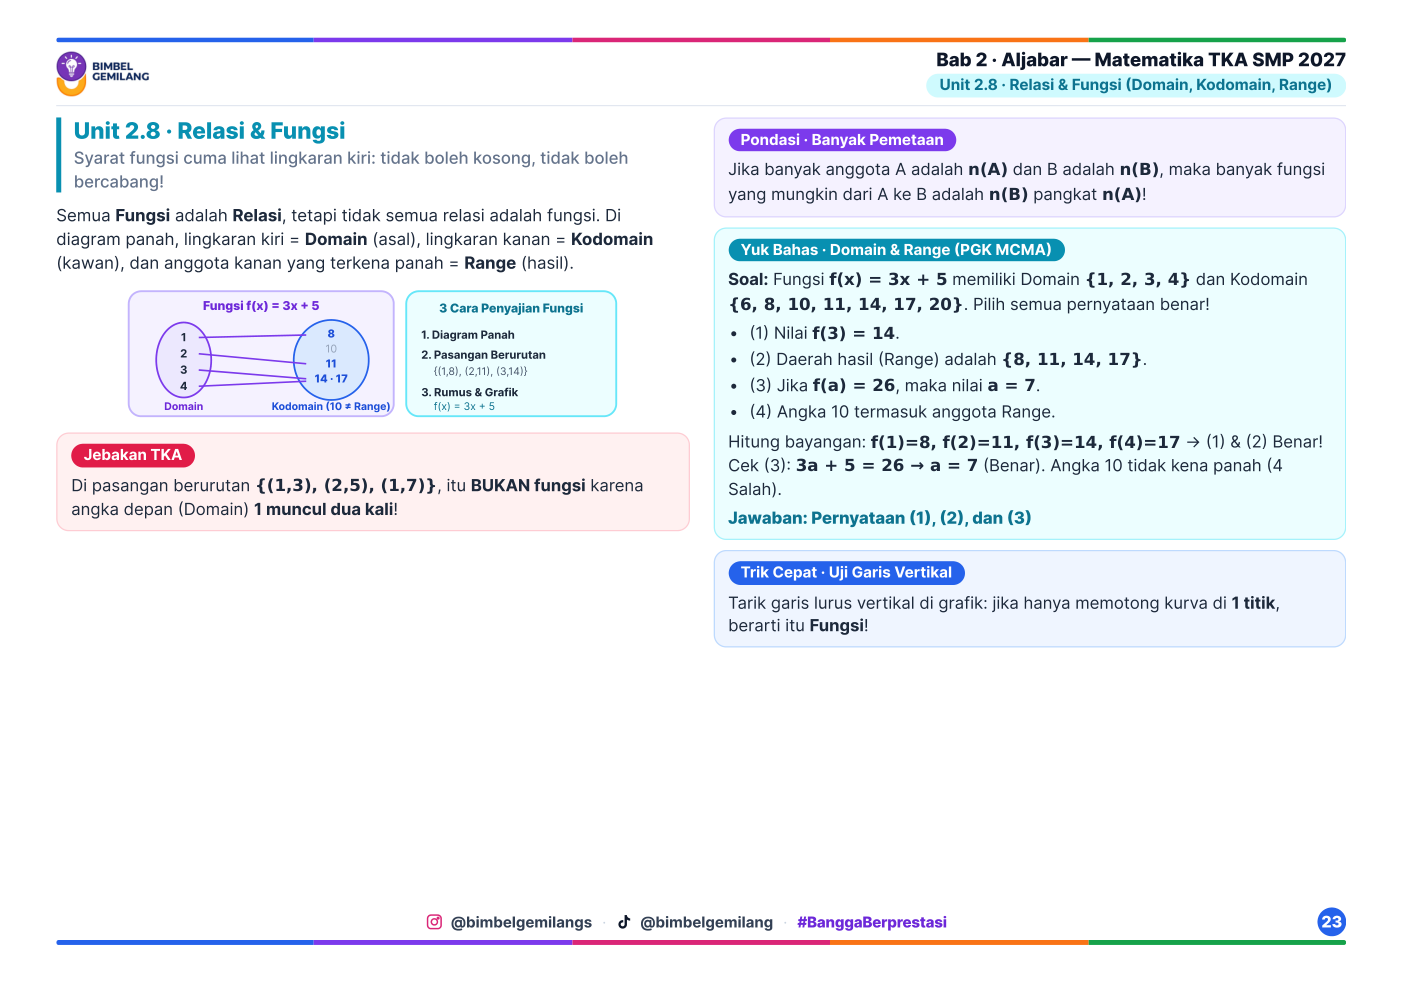 BIMBEL
GEMILANG
Bab 2 · Aljabar — Matematika TKA SMP 2027
Unit 2.8 · Relasi & Fungsi (Domain, Kodomain, Range)
Unit 2.8 · Relasi & Fungsi
Syarat fungsi cuma lihat lingkaran kiri: tidak boleh kosong, tidak boleh
bercabang!
Semua Fungsi adalah Relasi, tetapi tidak semua relasi adalah fungsi. Di
diagram panah, lingkaran kiri = Domain (asal), lingkaran kanan = Kodomain
(kawan), dan anggota kanan yang terkena panah = Range (hasil).
Fungsi f(x) = 3x + 5
1
2
3
4
8
10
11
14 · 17
Domain
Kodomain (10 ≠ Range)
3 Cara Penyajian Fungsi
1. Diagram Panah
2. Pasangan Berurutan
{(1,8), (2,11), (3,14)}
3. Rumus & Grafik
f(x) = 3x + 5
Jebakan TKA
Di pasangan berurutan {(1,3), (2,5), (1,7)}, itu BUKAN fungsi karena
angka depan (Domain) 1 muncul dua kali!
Pondasi · Banyak Pemetaan
Jika banyak anggota A adalah n(A) dan B adalah n(B), maka banyak fungsi
yang mungkin dari A ke B adalah n(B) pangkat n(A)!
Yuk Bahas · Domain & Range (PGK MCMA)
Soal: Fungsi f(x) = 3x + 5 memiliki Domain {1, 2, 3, 4} dan Kodomain
{6, 8, 10, 11, 14, 17, 20}. Pilih semua pernyataan benar!
• (1) Nilai f(3) = 14.
• (2) Daerah hasil (Range) adalah {8, 11, 14, 17}.
• (3) Jika f(a) = 26, maka nilai a = 7.
• (4) Angka 10 termasuk anggota Range.
Hitung bayangan: f(1)=8, f(2)=11, f(3)=14, f(4)=17 → (1) & (2) Benar!
Cek (3): 3a + 5 = 26 → a = 7 (Benar). Angka 10 tidak kena panah (4
Salah).
Jawaban: Pernyataan (1), (2), dan (3)
Trik Cepat · Uji Garis Vertikal
Tarik garis lurus vertikal di grafik: jika hanya memotong kurva di 1 titik,
berarti itu Fungsi!
@bimbelgemilangs · @bimbelgemilang · #BanggaBerprestasi
23